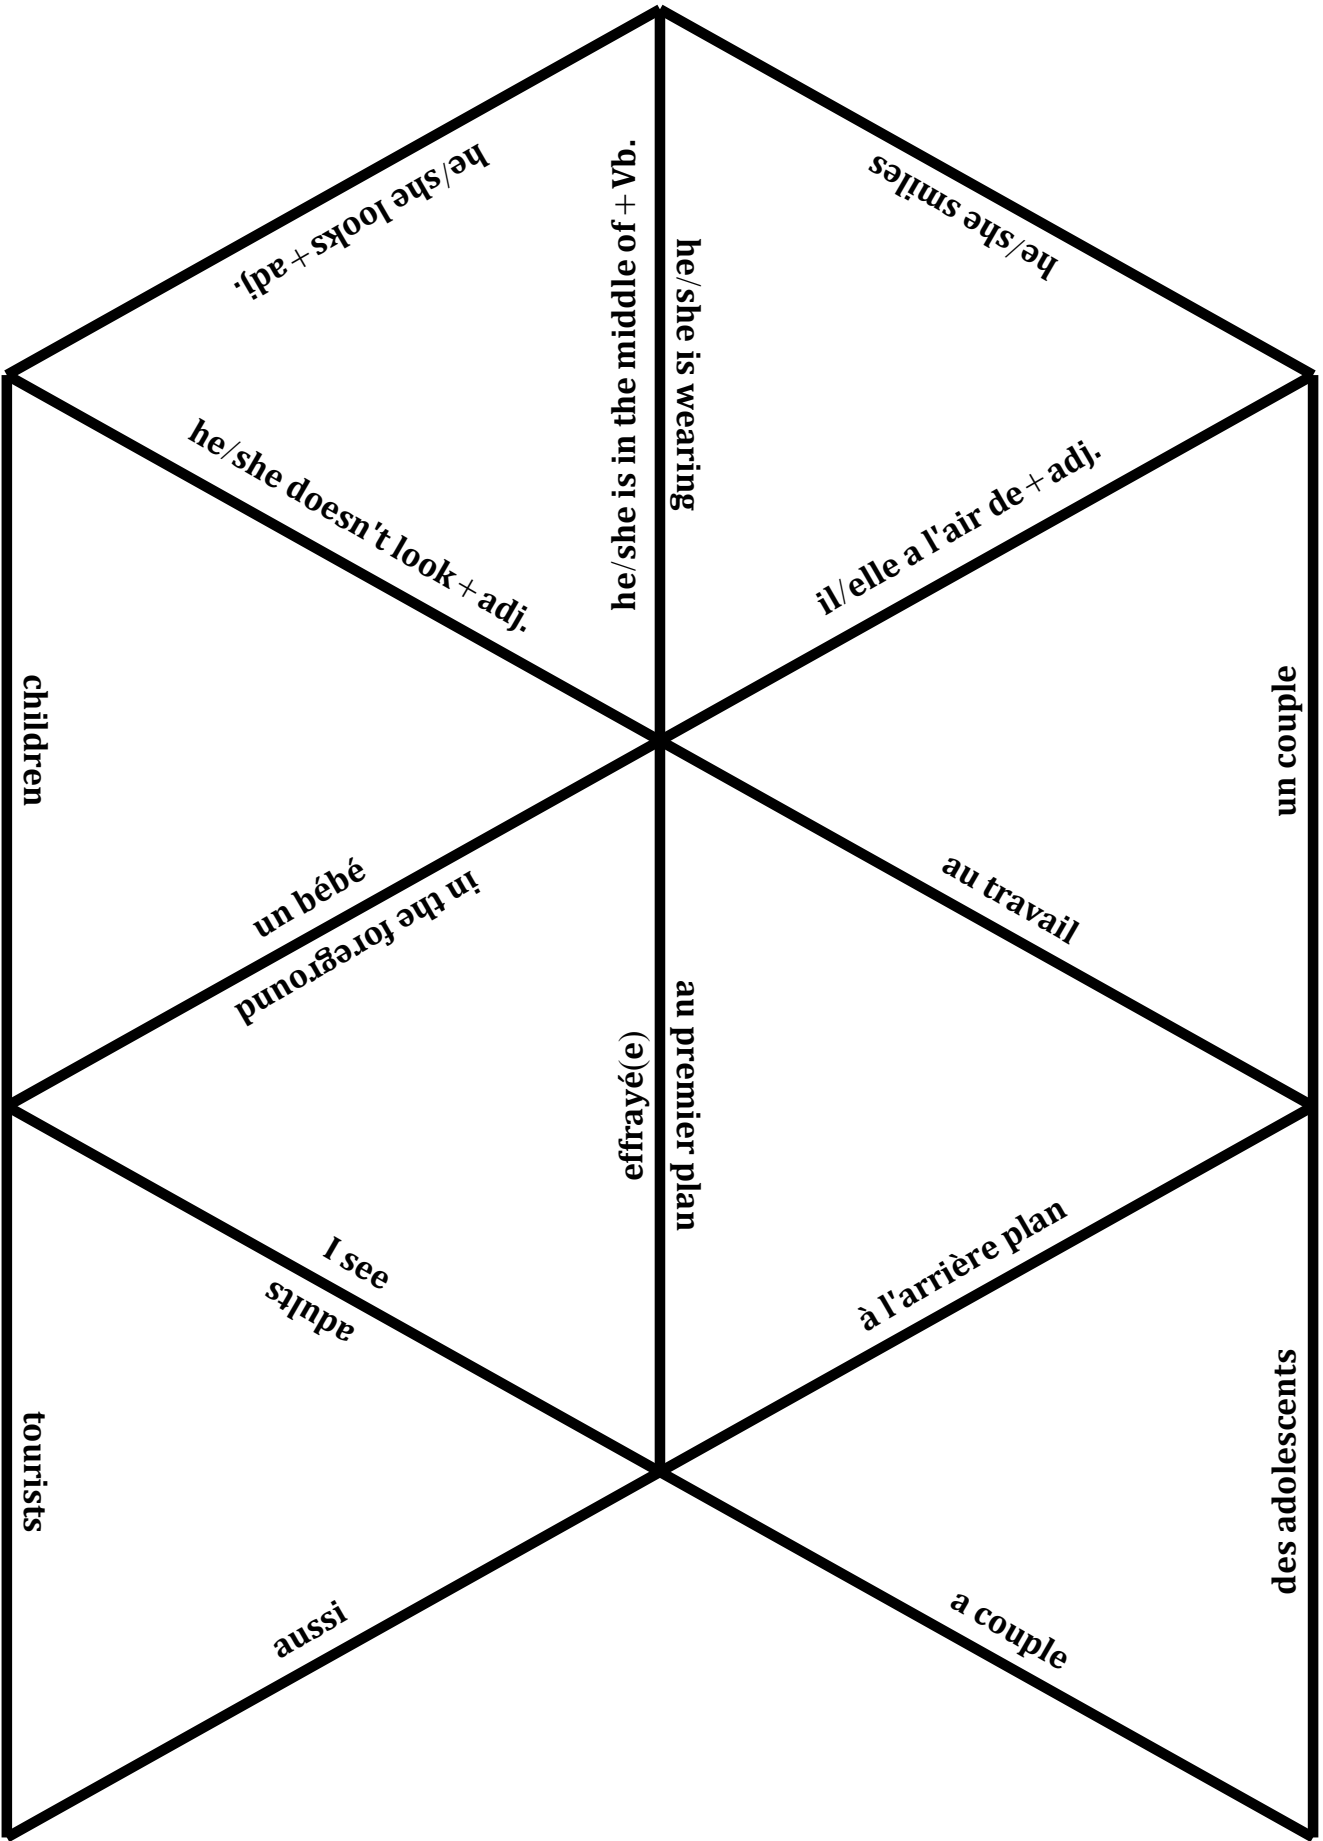 he/she looks+adj.
he/she is in the middle of + Vb.
he/she doesn't look+adj.
he/she is wearing
he/she smiles
il/elle a l'air de+adj.
children
un bébé
un couple
au travail
in the foreground
effrayé(e)
I see
au premier plan
à l'arrière plan
adults
tourists
aussi
des adolescents
a couple